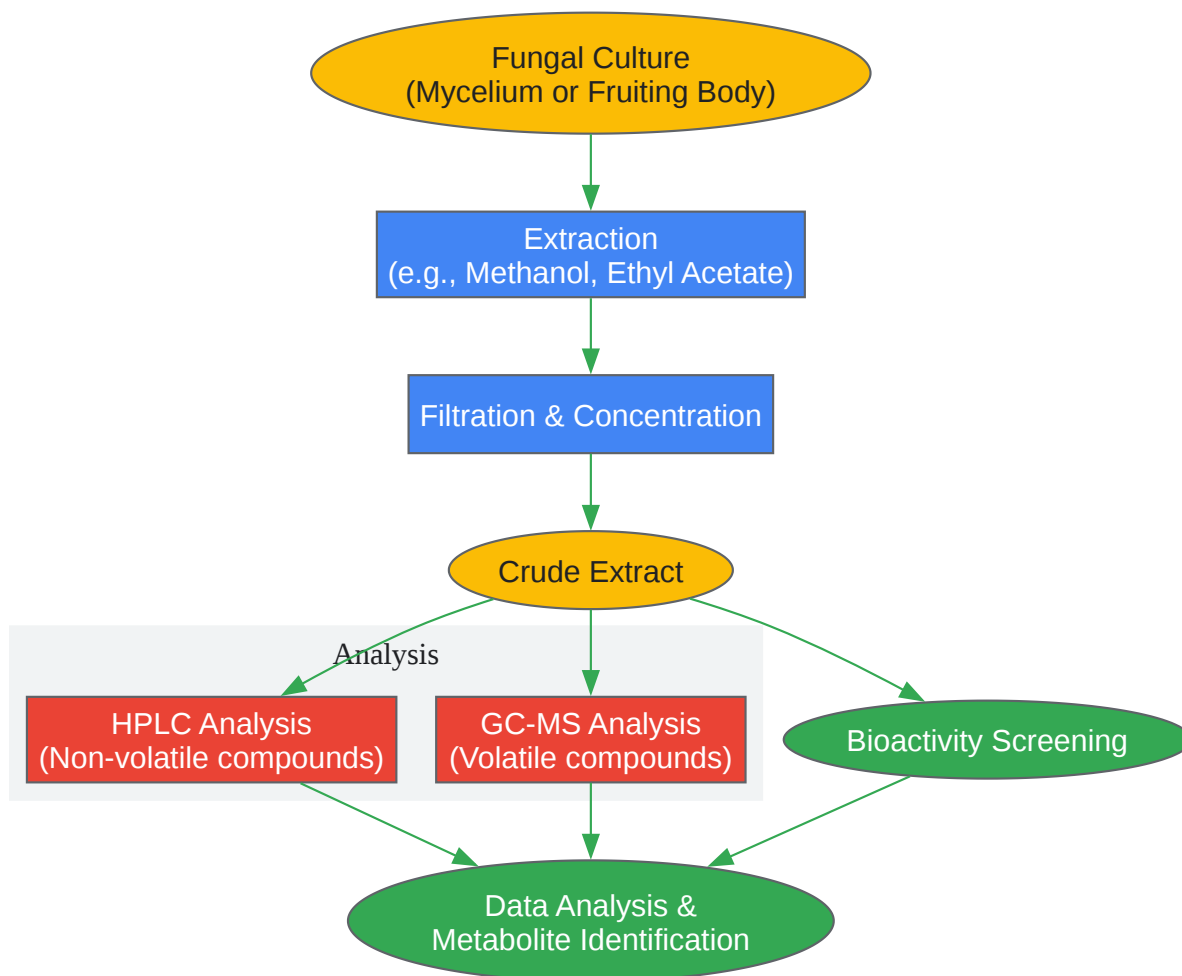 Fungal Culture
(Mycelium or Fruiting Body)
Extraction
(e.g., Methanol, Ethyl Acetate)
Filtration & Concentration
Crude Extract
Analysis
HPLC Analysis
(Non-volatile compounds)
GC-MS Analysis
(Volatile compounds)
Bioactivity Screening
Data Analysis &
Metabolite Identification